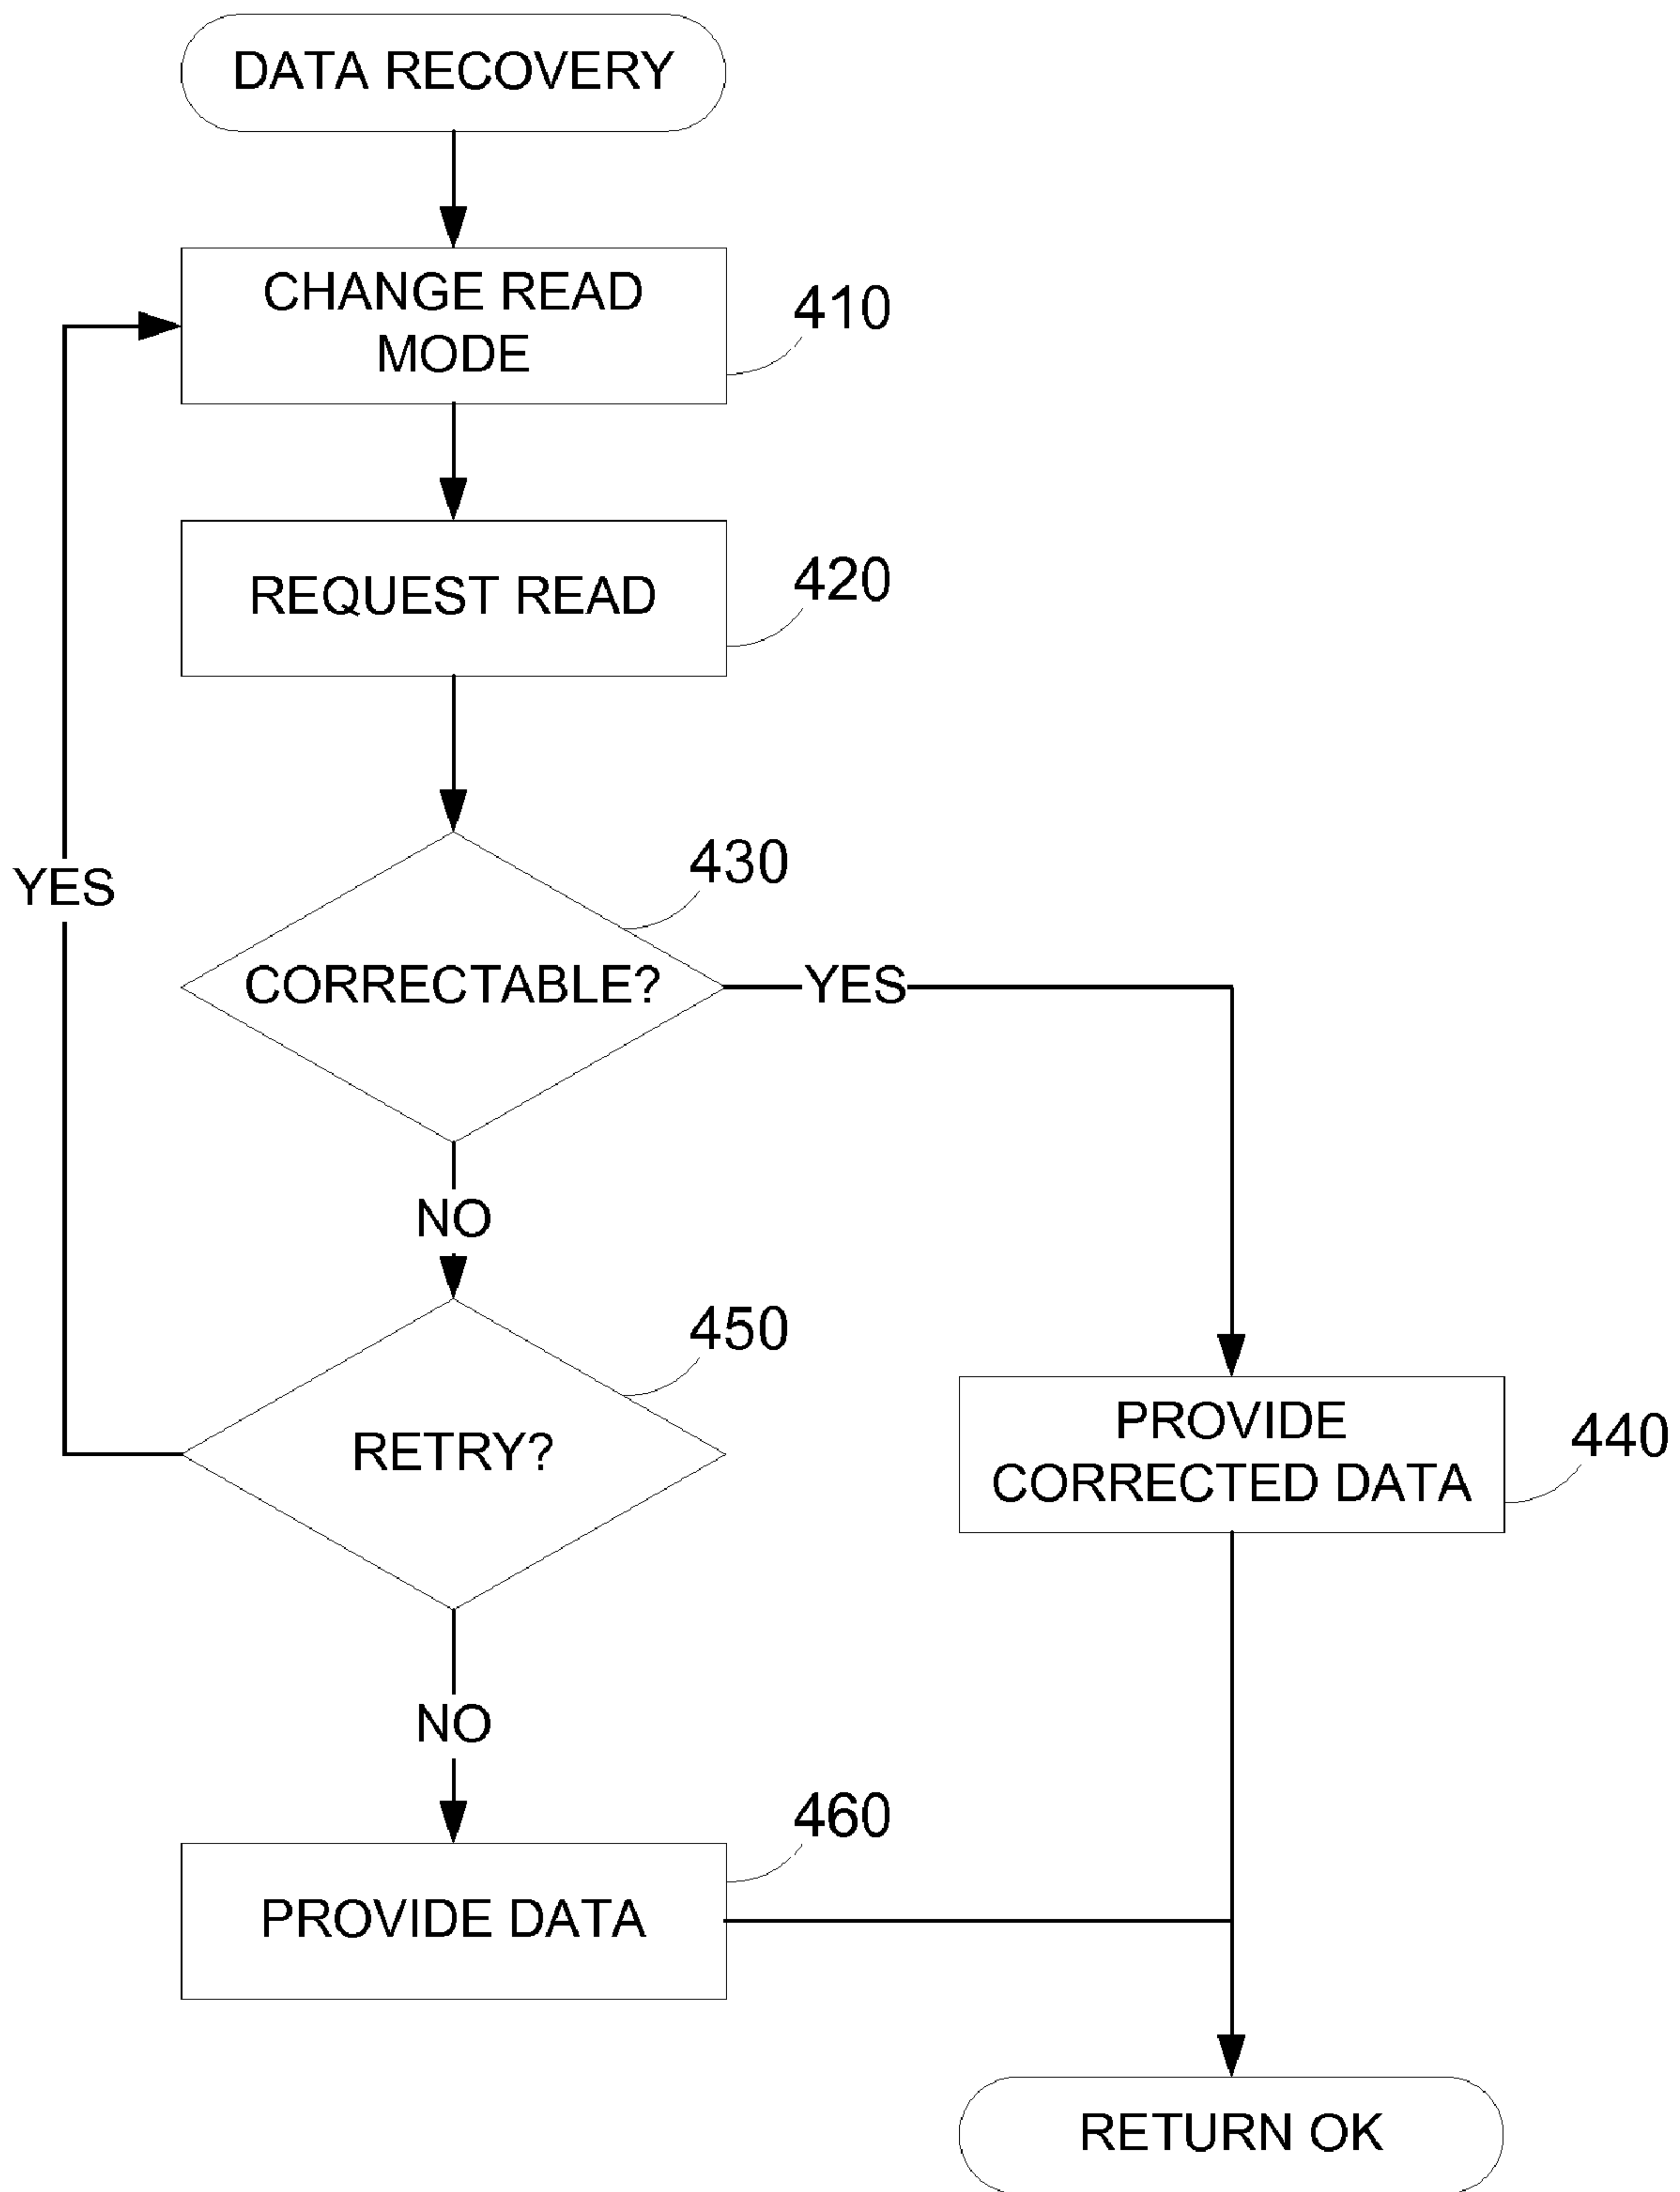 DATA RECOVERY
CHANGE READ
MODE
410
REQUEST READ
420
430
YES
CORRECTABLE?
YES
NO
450
RETRY?
PROVIDE
CORRECTED DATA
440
NO
460
PROVIDE DATA
RETURN OK